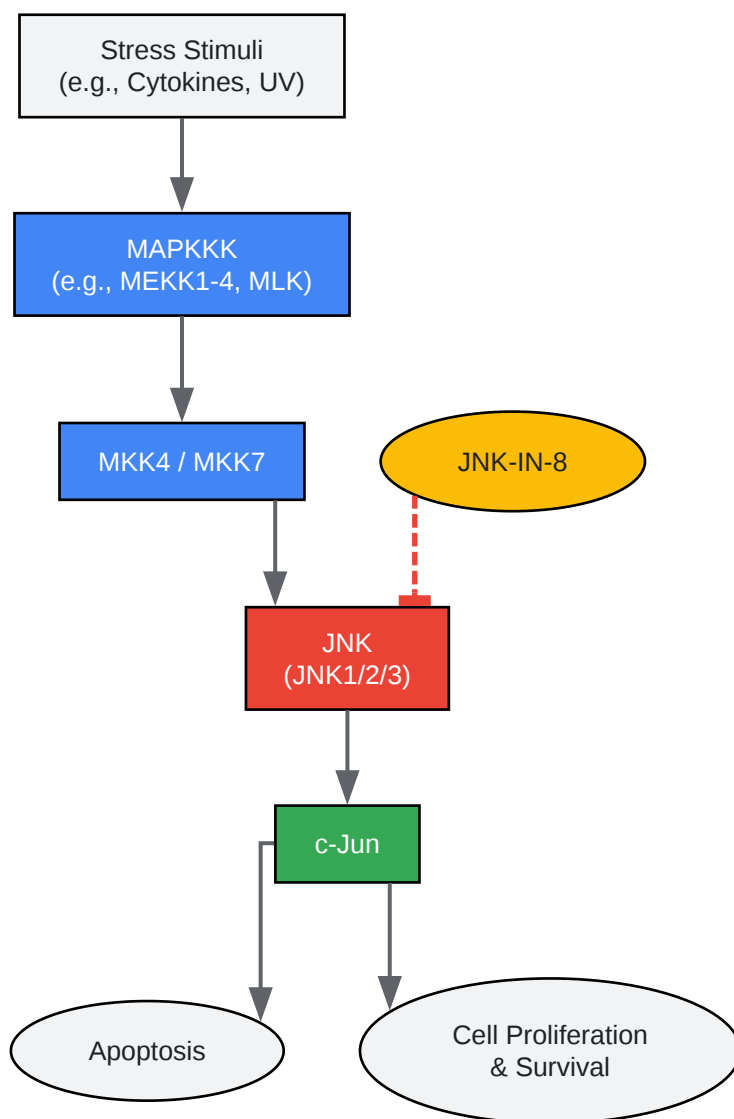 Stress Stimuli
(e.g., Cytokines, UV)
MAPKKK
(e.g., MEKK1-4, MLK)
MKK4 / MKK7
JNK-IN-8
JNK
(JNK1/2/3)
c-Jun
Apoptosis
Cell Proliferation
& Survival